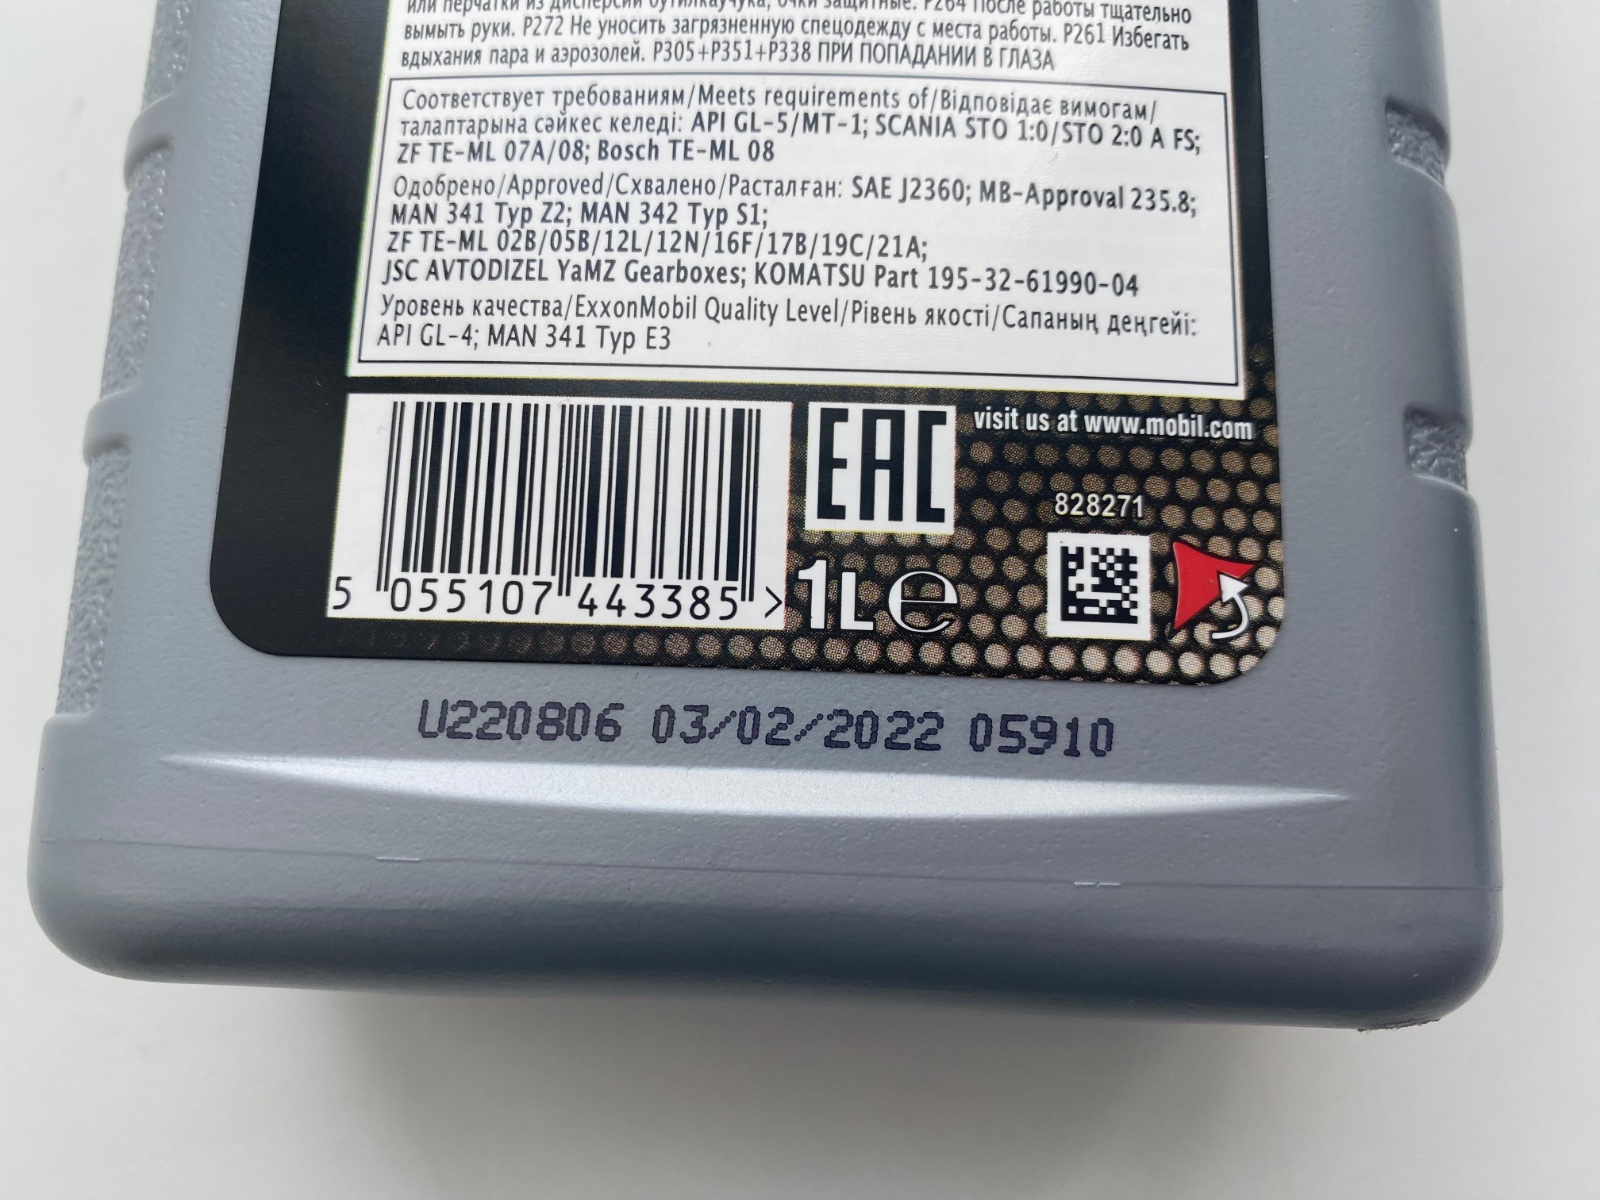 или перчатки из дисперсии бутилкаучука, очки защитные. P264 После работы тщательно
вымыть руки. P272 Не уносить загрязненную спецодежду с места работы. P261 Избегать
вдыхания пара и аэрозолей. P305+P351+P338 ПРИ ПОПАДАНИИ В ГЛАЗА
Соответствует требованиям/Meets requirements of/Відповідає вимогам/
талаптарына сәйкес келеді: API GL-5/MT-1; SCANIA STO 1:0/STO 2:0 A FS;
ZF TE-ML 07A/08; Bosch TE-ML 08
Одобрено/Approved/Схвалено/Расталған: SAE J2360; MB-Approval 235.8;
MAN 341 Typ Z2; MAN 342 Typ S1;
ZF TE-ML 02B/05B/12L/12N/16F/17B/19C/21A;
JSC AVTODIZEL YaMZ Gearboxes; KOMATSU Part 195-32-61990-04
Уровень качества/ExxonMobil Quality Level/Рівень якості/Сапаның деңгейі:
API GL-4; MAN 341 Typ E3
EAC
visit us at www.mobil.com
828271
5 055107 443385 >
1L e
U220806 03/02/2022 05910